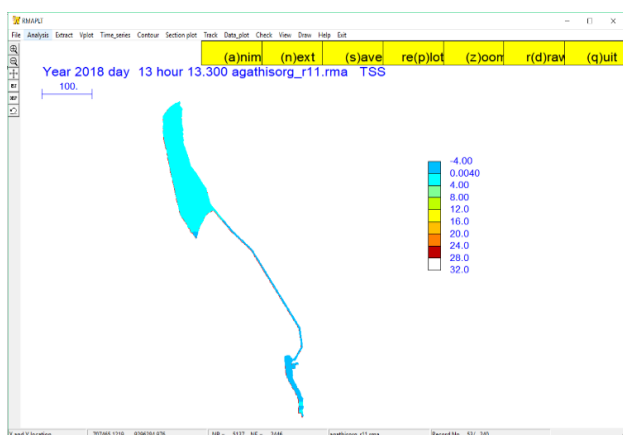 RMAPLT
File Analysis Extract Vplot Time_series Contour Section plot Track Data_plot Check View Draw Help Exit
(a)nim (n)ext (s)ave re(p)lot (z)oom r(d)raw (q)uit
Year 2018 day 13 hour 13.300 agathisorg_r11.rma TSS
100.
-4.00
0.0040
4.00
8.00
12.0
16.0
20.0
24.0
28.0
32.0